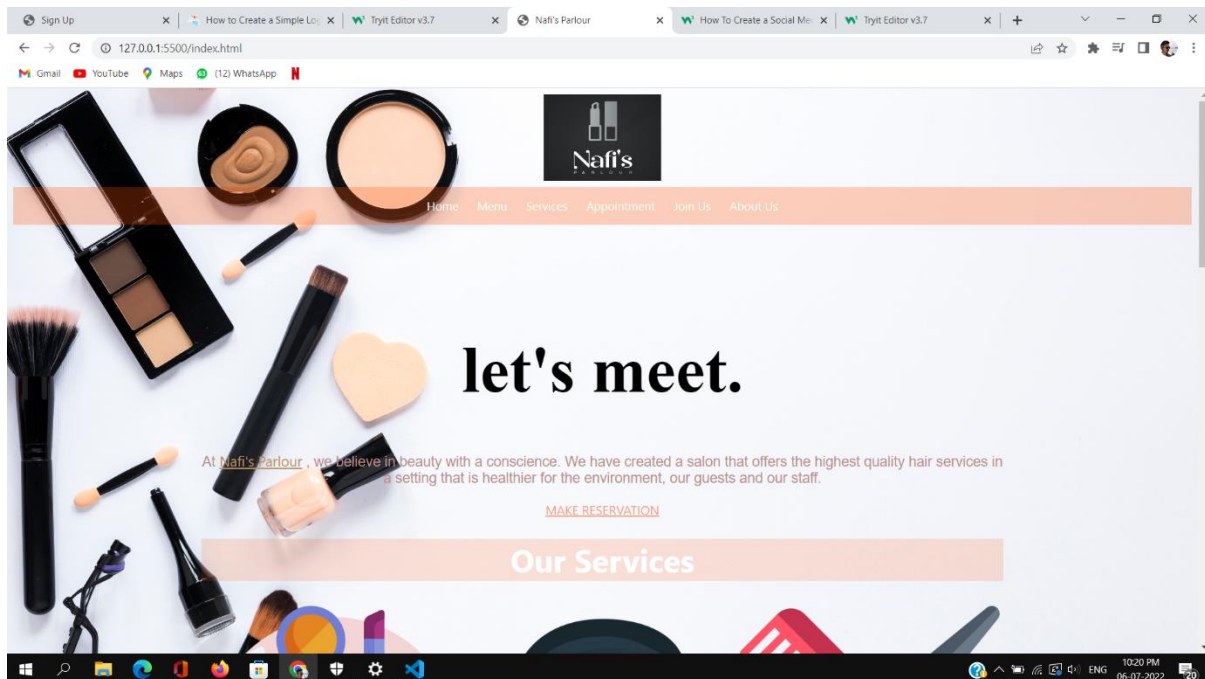 Sign Up
How to Create a Simple Log
Tryit Editor v3.7
Nafi's Parlour
How To Create a Social Med
Tryit Editor v3.7
127.0.0.1:5500/index.html
Gmail YouTube Maps (12) WhatsApp
Nafi's
PARLOUR
Home Menu Services Appointment Join Us About Us
let's meet.
At Nafi's Parlour , we believe in beauty with a conscience. We have created a salon that offers the highest quality hair services in
a setting that is healthier for the environment, our guests and our staff.
MAKE RESERVATION
Our Services
ENG
10:20 PM
06-07-2022
20